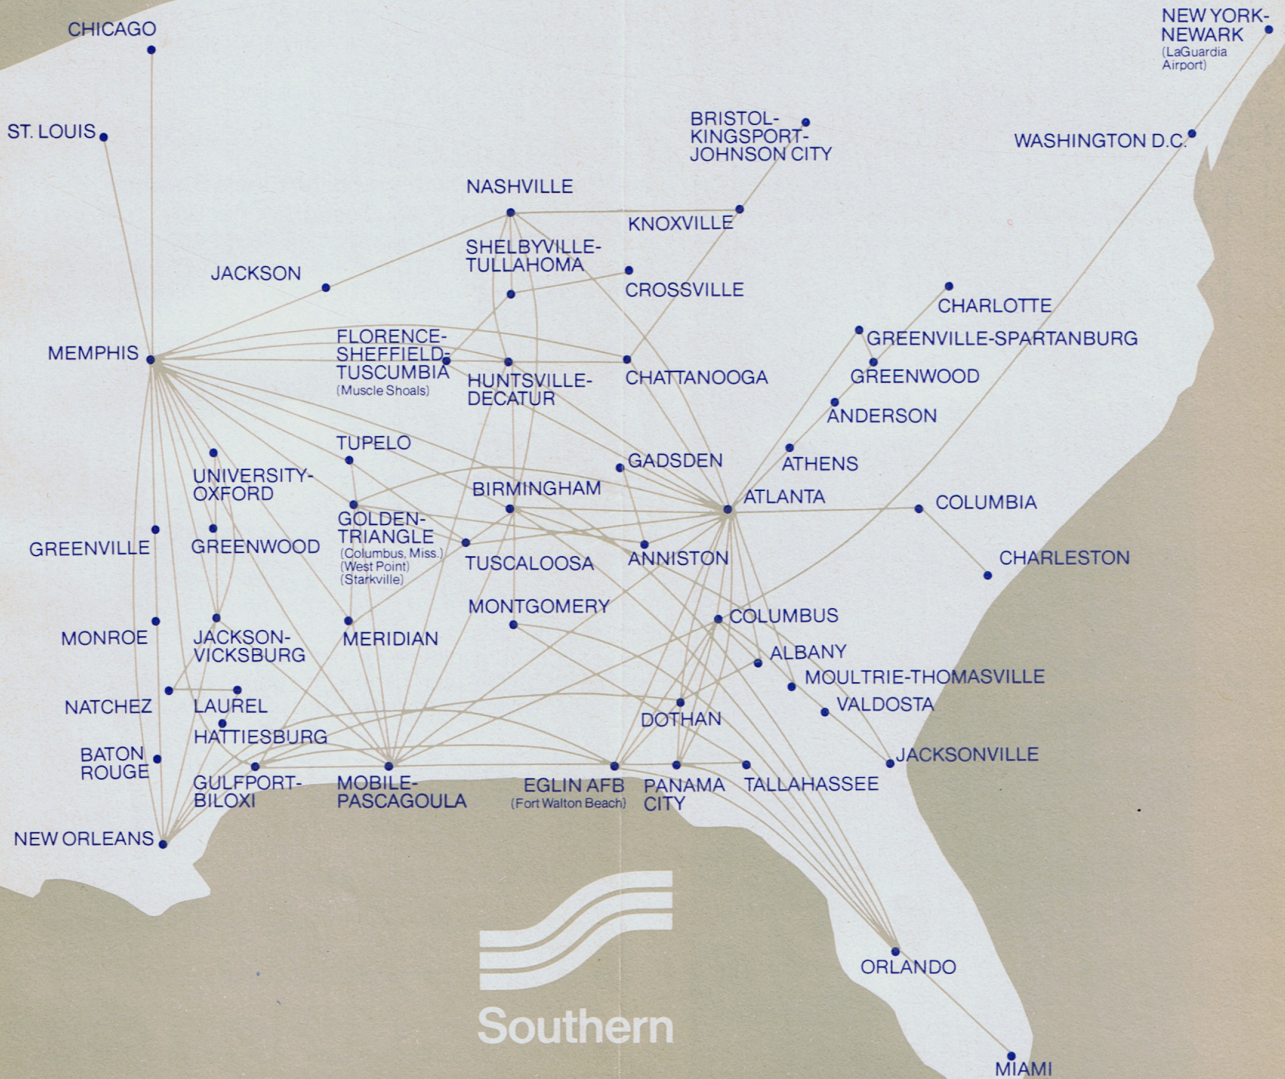 CHICAGO
NEW YORK-
NEWARK
(LaGuardia
Airport)
ST. LOUIS
BRISTOL-
KINGSPORT-
JOHNSON CITY
WASHINGTON D.C.
NASHVILLE
KNOXVILLE
SHELBYVILLE-
TULLAHOMA
JACKSON
CROSSVILLE
CHARLOTTE
MEMPHIS
FLORENCE-
SHEFFIELD-
TUSCUMBIA
(Muscle Shoals)
GREENVILLE-SPARTANBURG
HUNTSVILLE-
DECATUR
CHATTANOOGA
GREENWOOD
ANDERSON
TUPELO
GADSDEN
ATHENS
UNIVERSITY-
OXFORD
BIRMINGHAM
ATLANTA
COLUMBIA
GREENVILLE
GREENWOOD
GOLDEN-
TRIANGLE
(Columbus, Miss.)
(West Point)
(Starkville)
TUSCALOOSA
ANNISTON
CHARLESTON
MONTGOMERY
COLUMBUS
MONROE
JACKSON-
VICKSBURG
MERIDIAN
ALBANY
MOULTRIE-THOMASVILLE
NATCHEZ
LAUREL
VALDOSTA
HATTIESBURG
DOTHAN
BATON
ROUGE
GULFPORT-
BILOXI
MOBILE-
PASCAGOULA
EGLIN AFB
(Fort Walton Beach)
PANAMA
CITY
TALLAHASSEE
JACKSONVILLE
NEW ORLEANS
ORLANDO
Southern
MIAMI